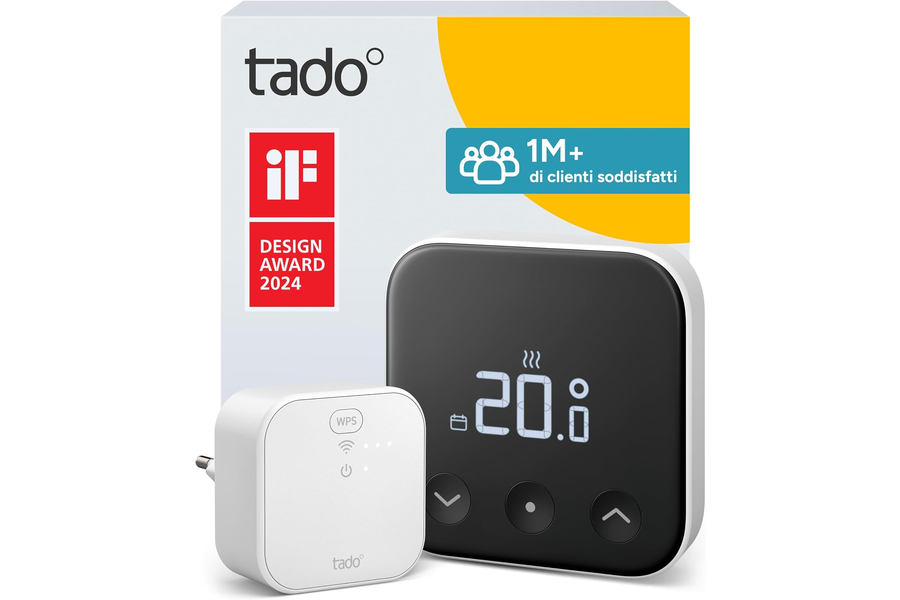 tado°
iF
DESIGN
AWARD
2024
1M+
di clienti soddisfatti
20.0
WPS
tado°